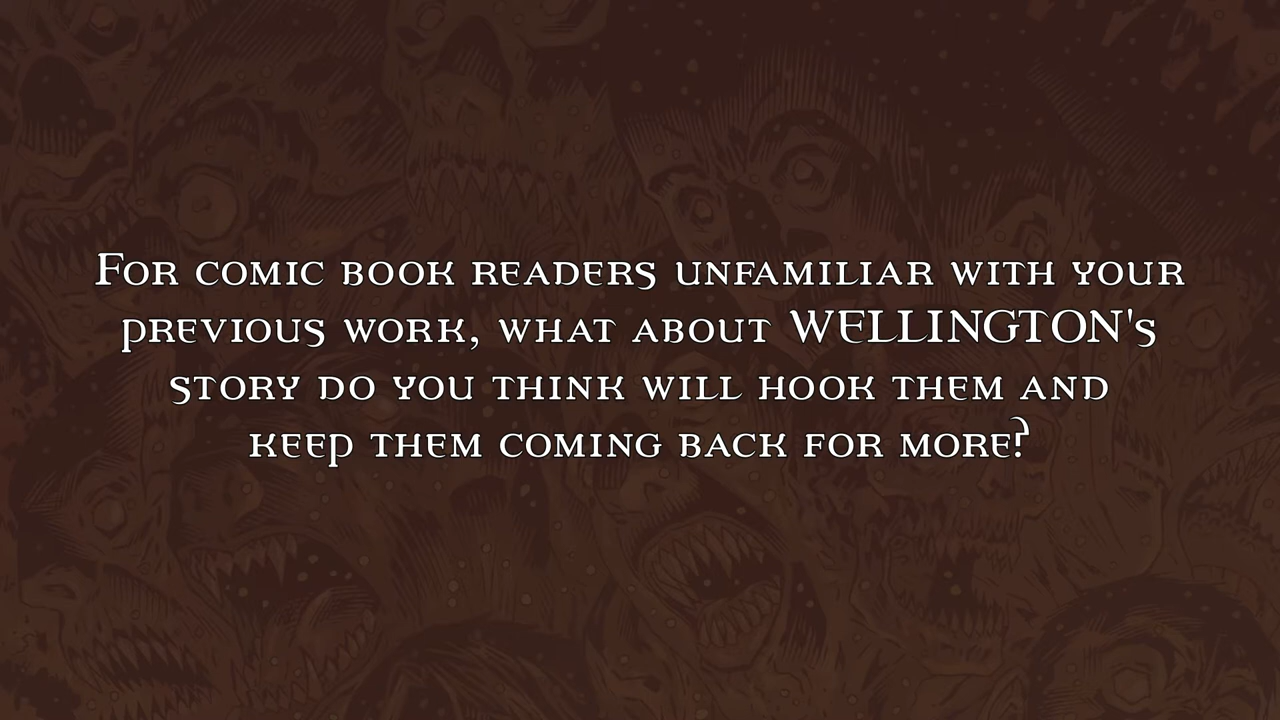 For comic book readers unfamiliar with your
previous work, what about WELLINGTON's
story do you think will hook them and
keep them coming back for more?